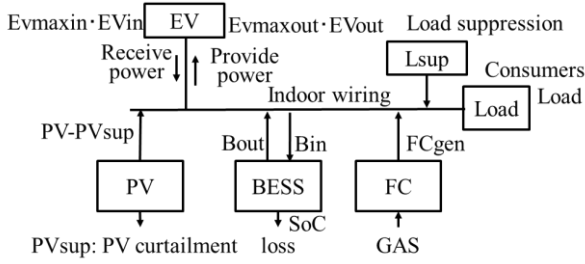 Evmaxin·EVin
EV
Evmaxout·EVout
Load suppression
Receive
power
Provide
power
Lsup
Consumers
Load
Indoor wiring
Load
PV-PVsup
Bout
Bin
FCgen
PV
BESS
FC
SoC
PVsup: PV curtailment
loss
GAS